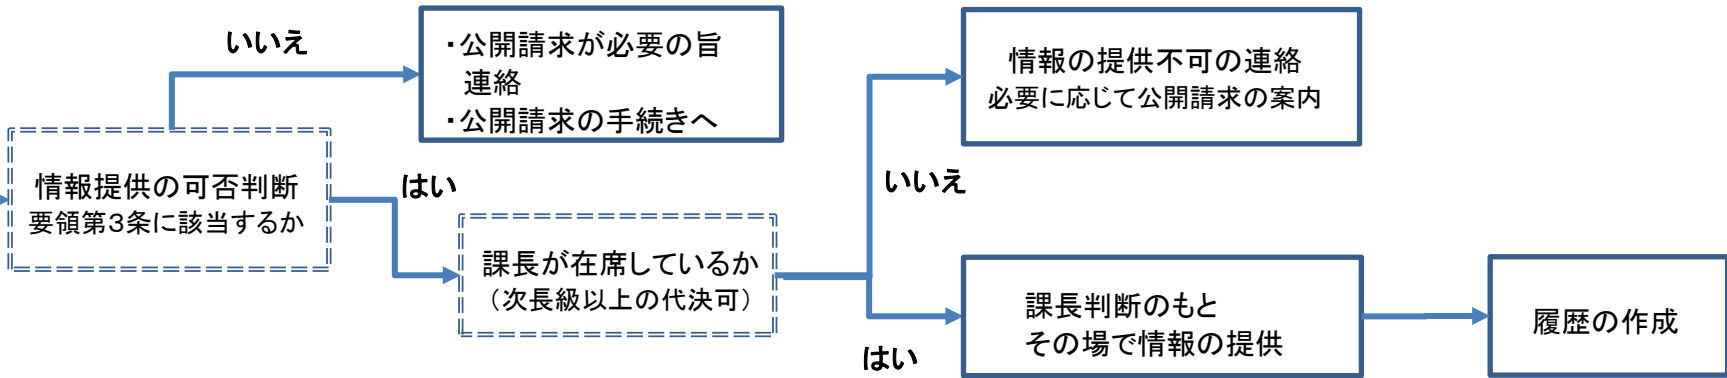 いいえ
・公開請求が必要の旨
連絡
・公開請求の手続きへ
情報の提供不可の連絡
必要に応じて公開請求の案内
情報提供の可否判断
要領第3条に該当するか
はい
いいえ
課長が在席しているか
（次長級以上の代決可）
はい
課長判断のもと
その場で情報の提供
履歴の作成